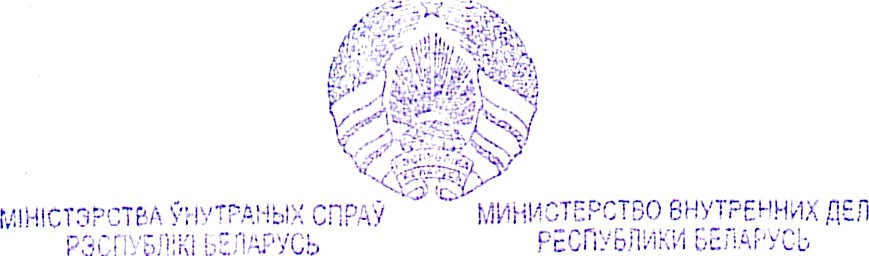 МІНІСТЭРСТВА ЎНУТРАНЫХ СПРАЎ
РЭСПУБЛІКІ БЕЛАРУСЬ
МИНИСТЕРСТВО ВНУТРЕННИХ ДЕЛ
РЕСПУБЛИКИ БЕЛАРУСЬ